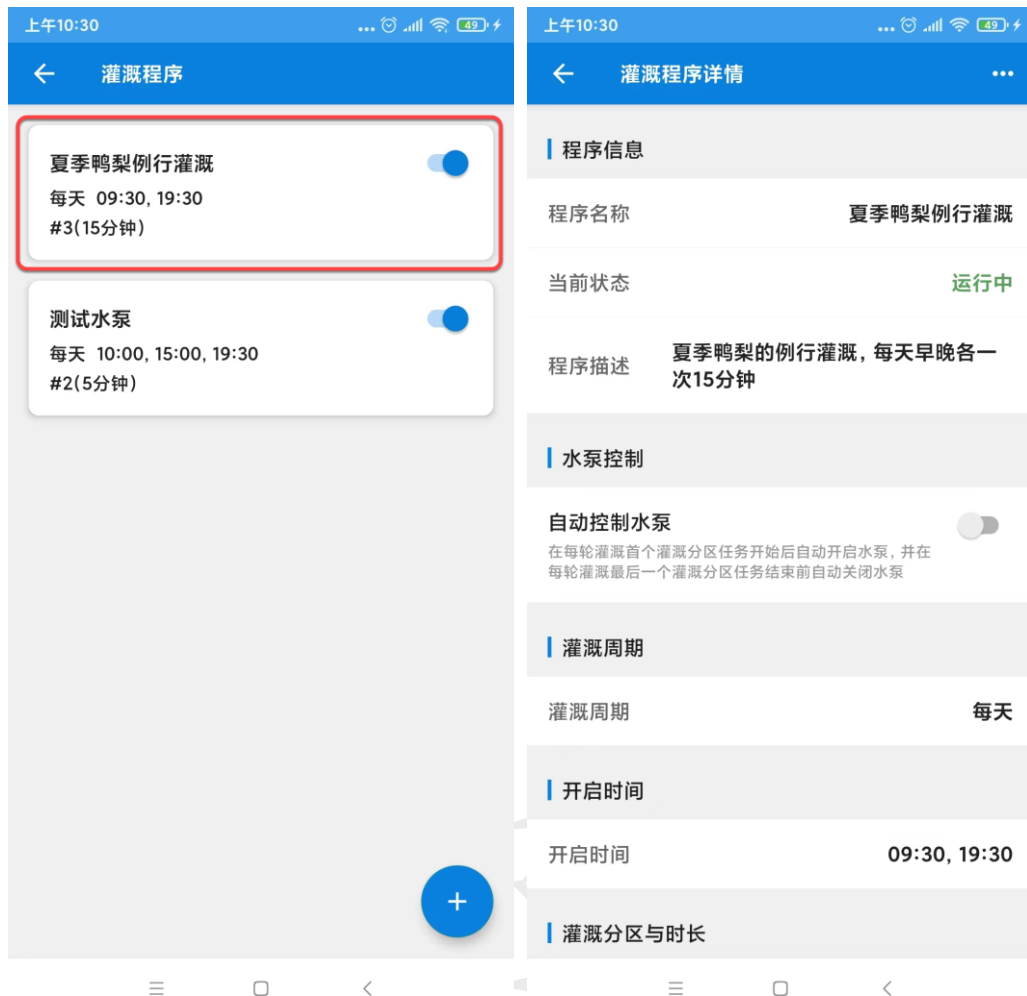 上午10:30
49
灌溉程序
夏季鸭梨例行灌溉
每天 09:30, 19:30
#3(15分钟)
测试水泵
每天 10:00, 15:00, 19:30
#2(5分钟)
上午10:30
49
灌溉程序详情
程序信息
程序名称 夏季鸭梨例行灌溉
当前状态 运行中
程序描述 夏季鸭梨的例行灌溉，每天早晚各一
次15分钟
水泵控制
自动控制水泵
在每轮灌溉首个灌溉分区任务开始后自动开启水泵，并在
每轮灌溉最后一个灌溉分区任务结束前自动关闭水泵
灌溉周期
灌溉周期 每天
开启时间
开启时间 09:30, 19:30
灌溉分区与时长